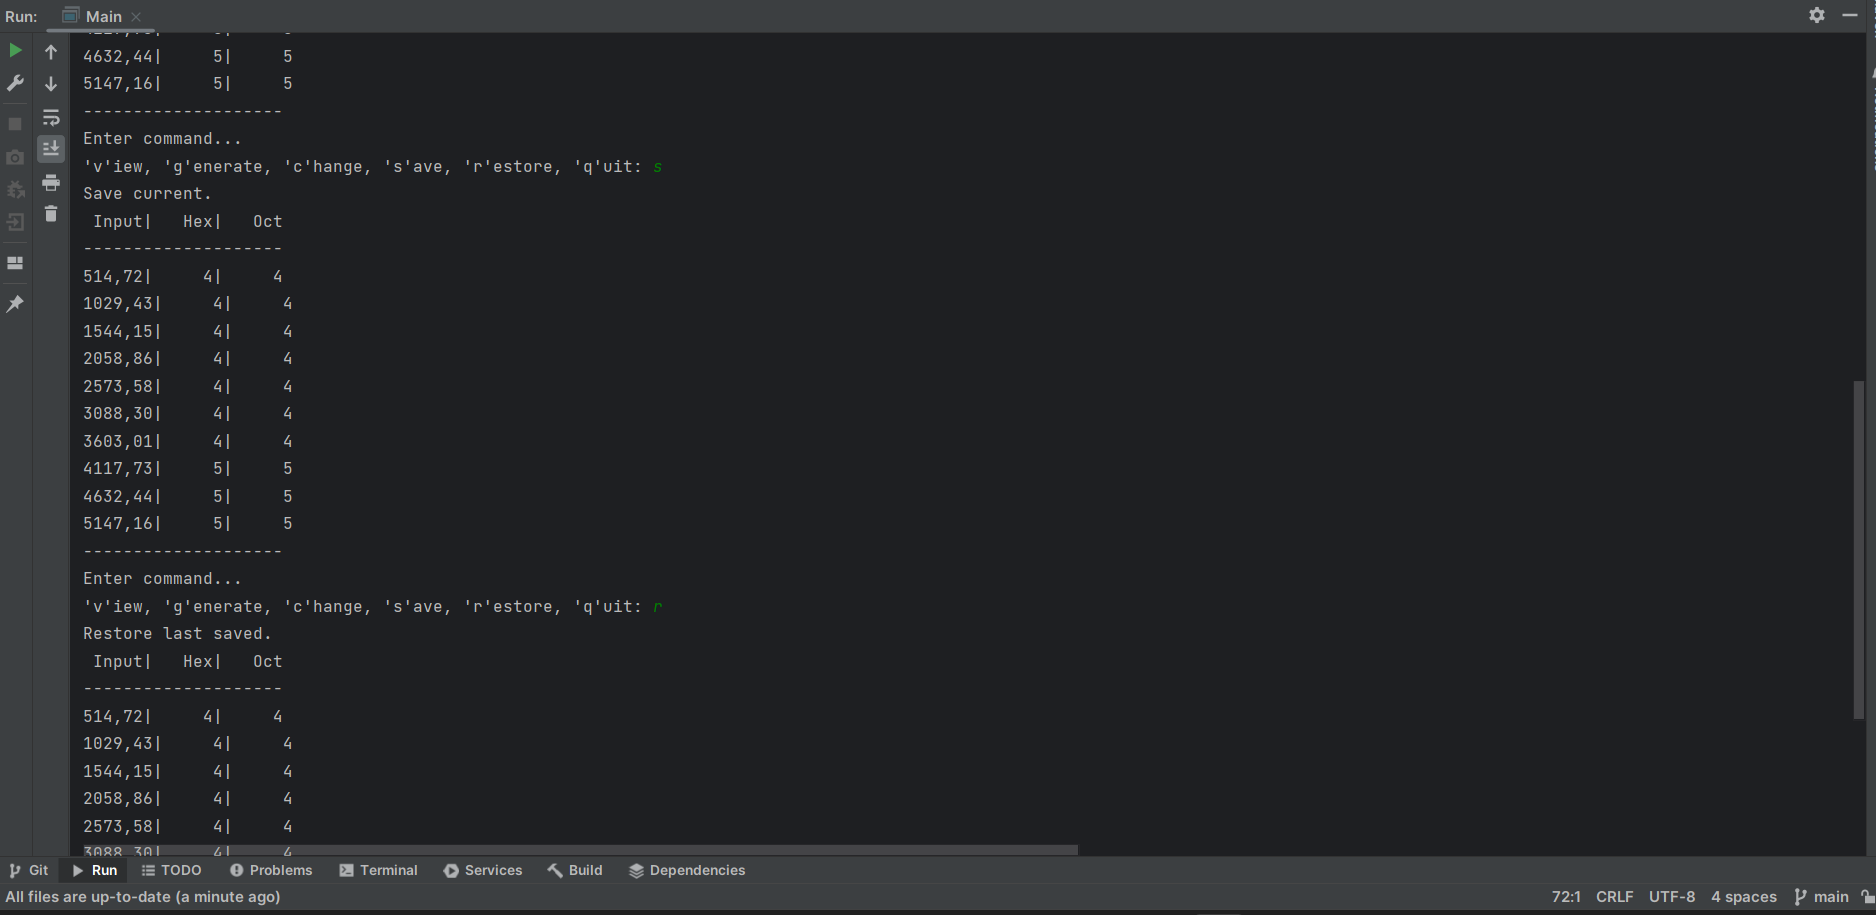 Run: Main
4632,44|     5|     5
5147,16|     5|     5
--------------------
Enter command...
'v'iew, 'g'enerate, 'c'hange, 's'ave, 'r'estore, 'q'uit: s
Save current.
 Input|   Hex|   Oct
--------------------
514,72|     4|     4
1029,43|     4|     4
1544,15|     4|     4
2058,86|     4|     4
2573,58|     4|     4
3088,30|     4|     4
3603,01|     4|     4
4117,73|     5|     5
4632,44|     5|     5
5147,16|     5|     5
--------------------
Enter command...
'v'iew, 'g'enerate, 'c'hange, 's'ave, 'r'estore, 'q'uit: r
Restore last saved.
 Input|   Hex|   Oct
--------------------
514,72|     4|     4
1029,43|     4|     4
1544,15|     4|     4
2058,86|     4|     4
2573,58|     4|     4
3088,30|     4|     4
Git Run TODO Problems Terminal Services Build Dependencies
All files are up-to-date (a minute ago) 72:1 CRLF UTF-8 4 spaces main